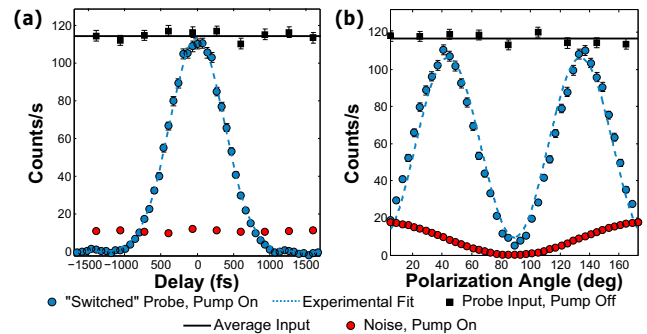 (a)
(b)
Counts/s
120
100
80
60
40
20
0
−1500 −1000 −500 0 500 1000 1500
Delay (fs)
Counts/s
120
100
80
60
40
20
0
20 40 60 80 100 120 140 160
Polarization Angle (deg)
"Switched" Probe, Pump On
Experimental Fit
Probe Input, Pump Off
Average Input
Noise, Pump On